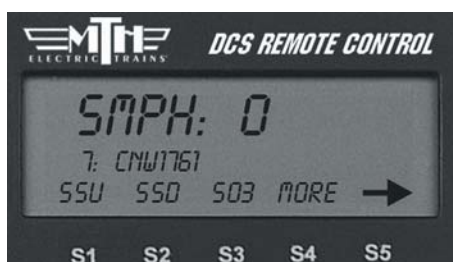 MTH DCS REMOTE CONTROL
ELECTRIC TRAINS
SMPH: 0
7: CNW1761
SSU SSD SO3 MORE
S1 S2 S3 S4 S5